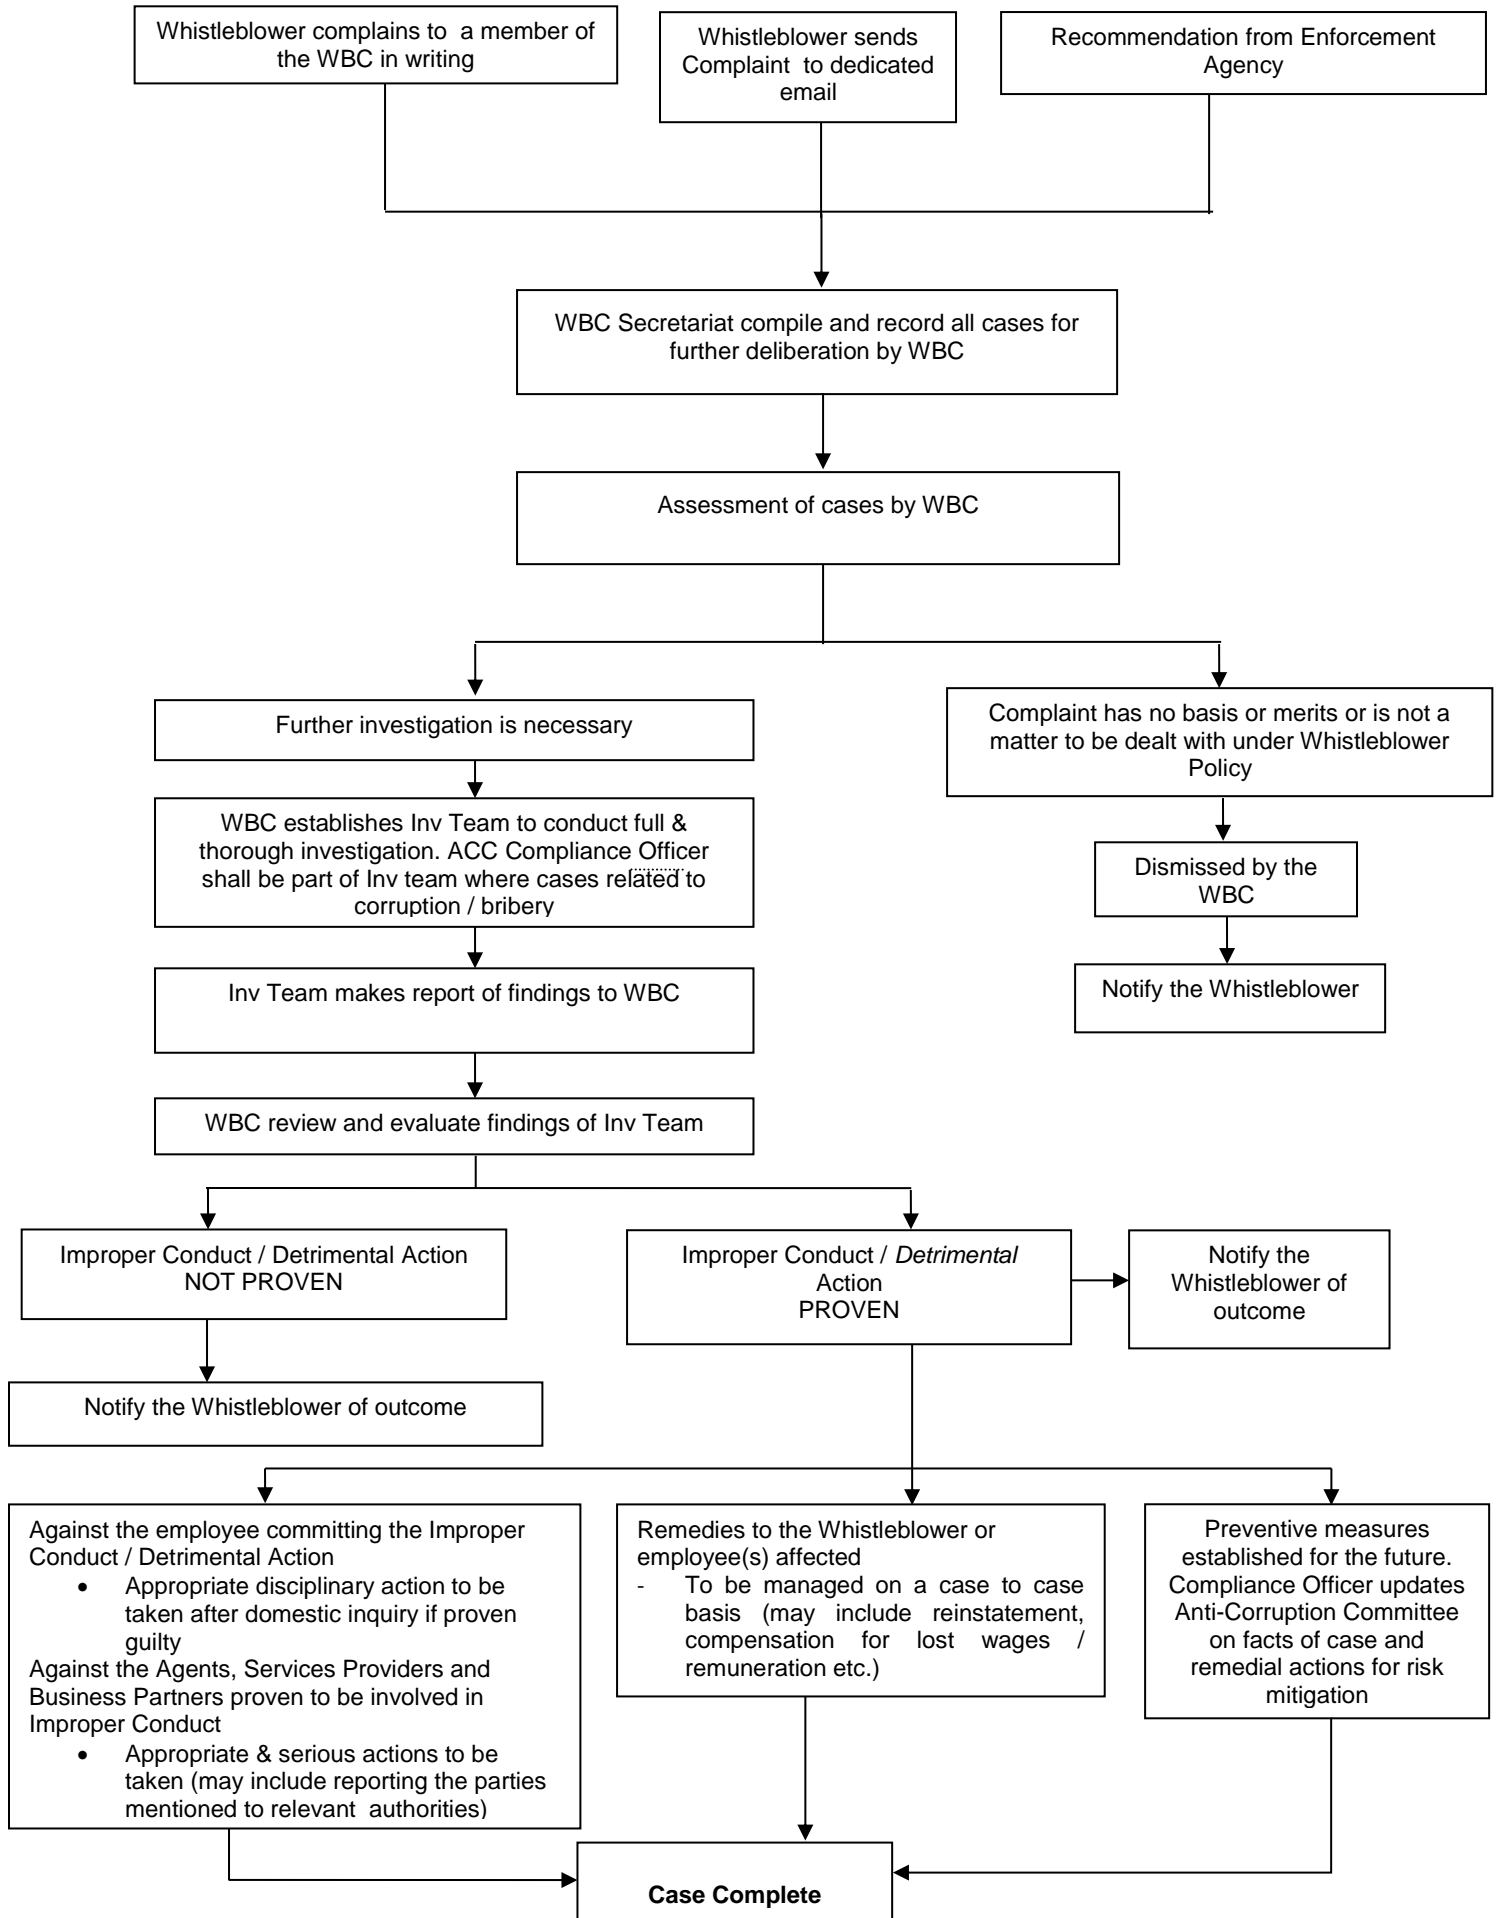 Whistleblower complains to a member of
the WBC in writing
Whistleblower sends
Complaint to dedicated
email
Recommendation from Enforcement
Agency
WBC Secretariat compile and record all cases for
further deliberation by WBC
Assessment of cases by WBC
Further investigation is necessary
Complaint has no basis or merits or is not a
matter to be dealt with under Whistleblower
Policy
WBC establishes Inv Team to conduct full &
thorough investigation. ACC Compliance Officer
shall be part of Inv team where cases related to
corruption / bribery
Dismissed by the
WBC
Inv Team makes report of findings to WBC
Notify the Whistleblower
WBC review and evaluate findings of Inv Team
Improper Conduct / Detrimental Action
NOT PROVEN
Improper Conduct / Detrimental
Action
PROVEN
Notify the
Whistleblower of
outcome
Notify the Whistleblower of outcome
Against the employee committing the Improper
Conduct / Detrimental Action
• Appropriate disciplinary action to be
taken after domestic inquiry if proven
guilty
Against the Agents, Services Providers and
Business Partners proven to be involved in
Improper Conduct
• Appropriate & serious actions to be
taken (may include reporting the parties
mentioned to relevant authorities)
Remedies to the Whistleblower or
employee(s) affected
- To be managed on a case to case
basis (may include reinstatement,
compensation for lost wages /
remuneration etc.)
Preventive measures
established for the future.
Compliance Officer updates
Anti-Corruption Committee
on facts of case and
remedial actions for risk
mitigation
Case Complete